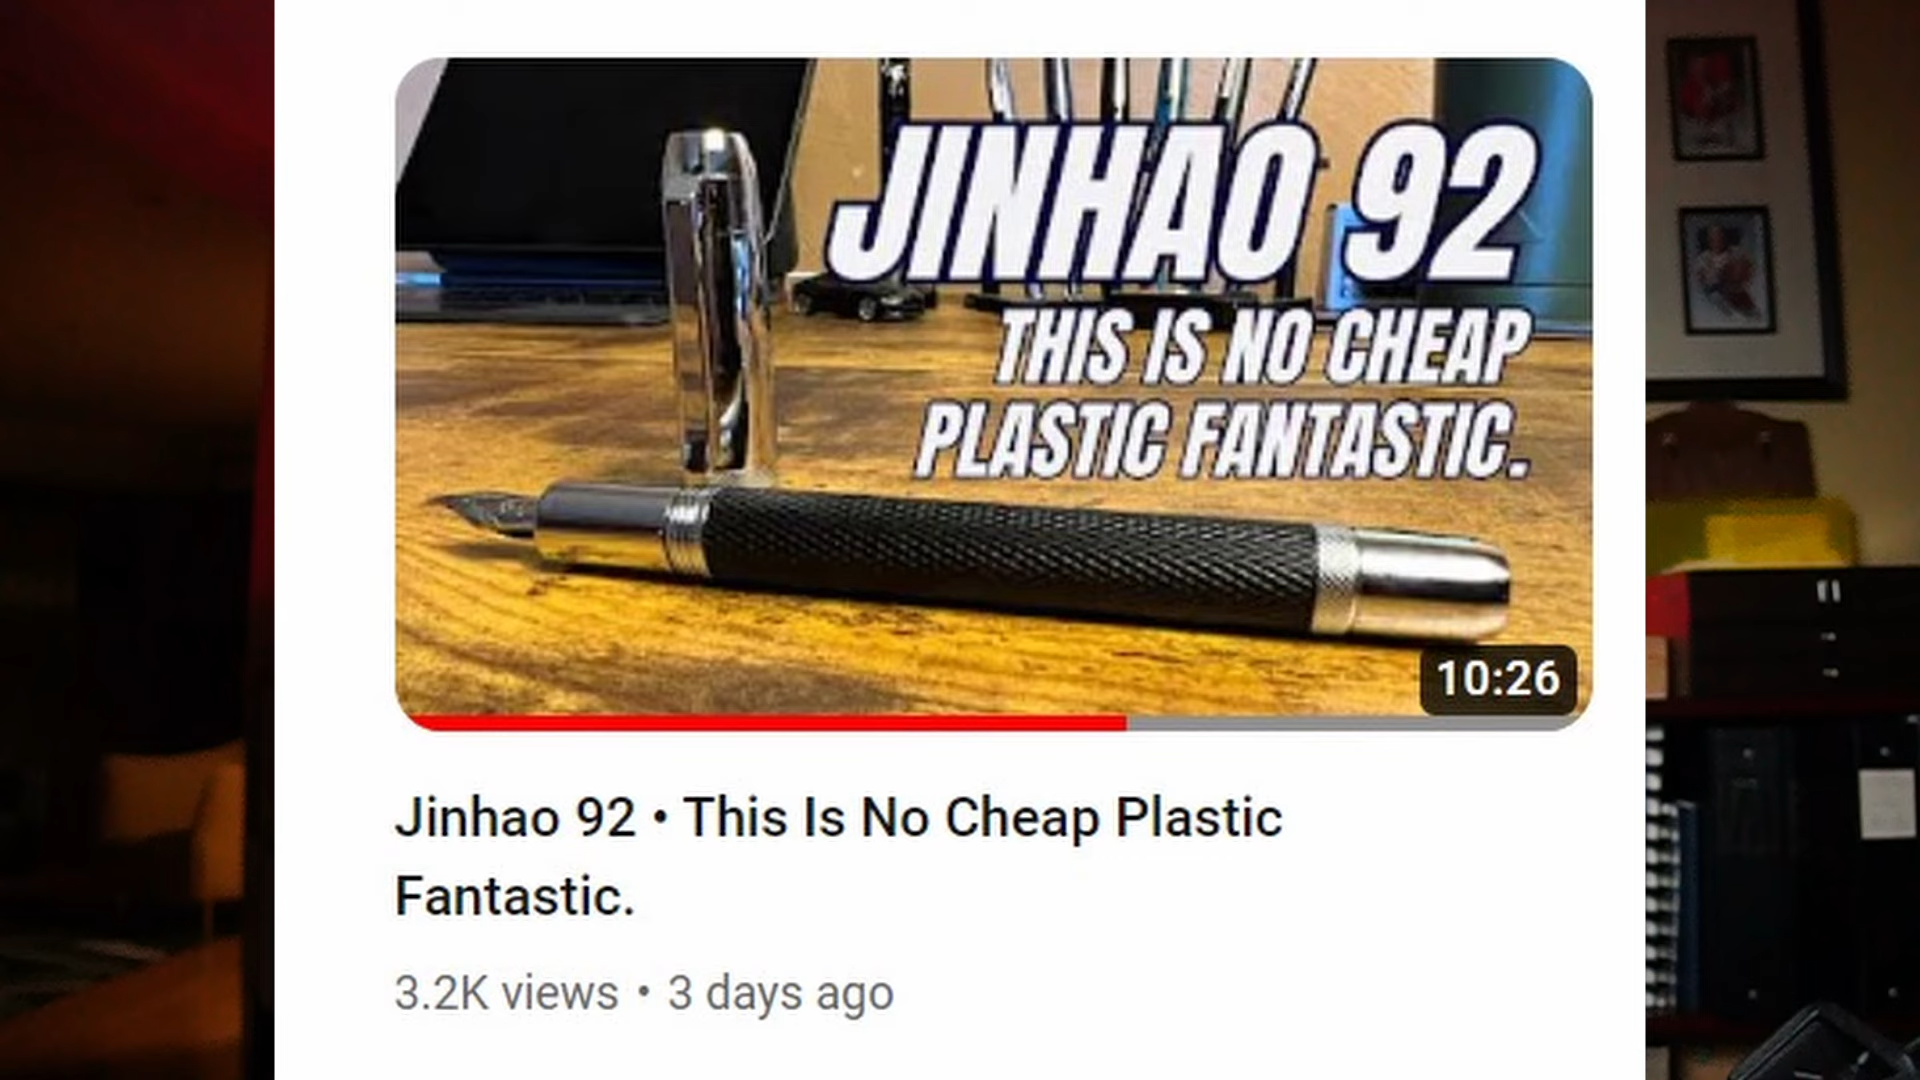 JINHAO 92
THIS IS NO CHEAP
PLASTIC FANTASTIC.
10:26
Jinhao 92 • This Is No Cheap Plastic
Fantastic.
3.2K views • 3 days ago